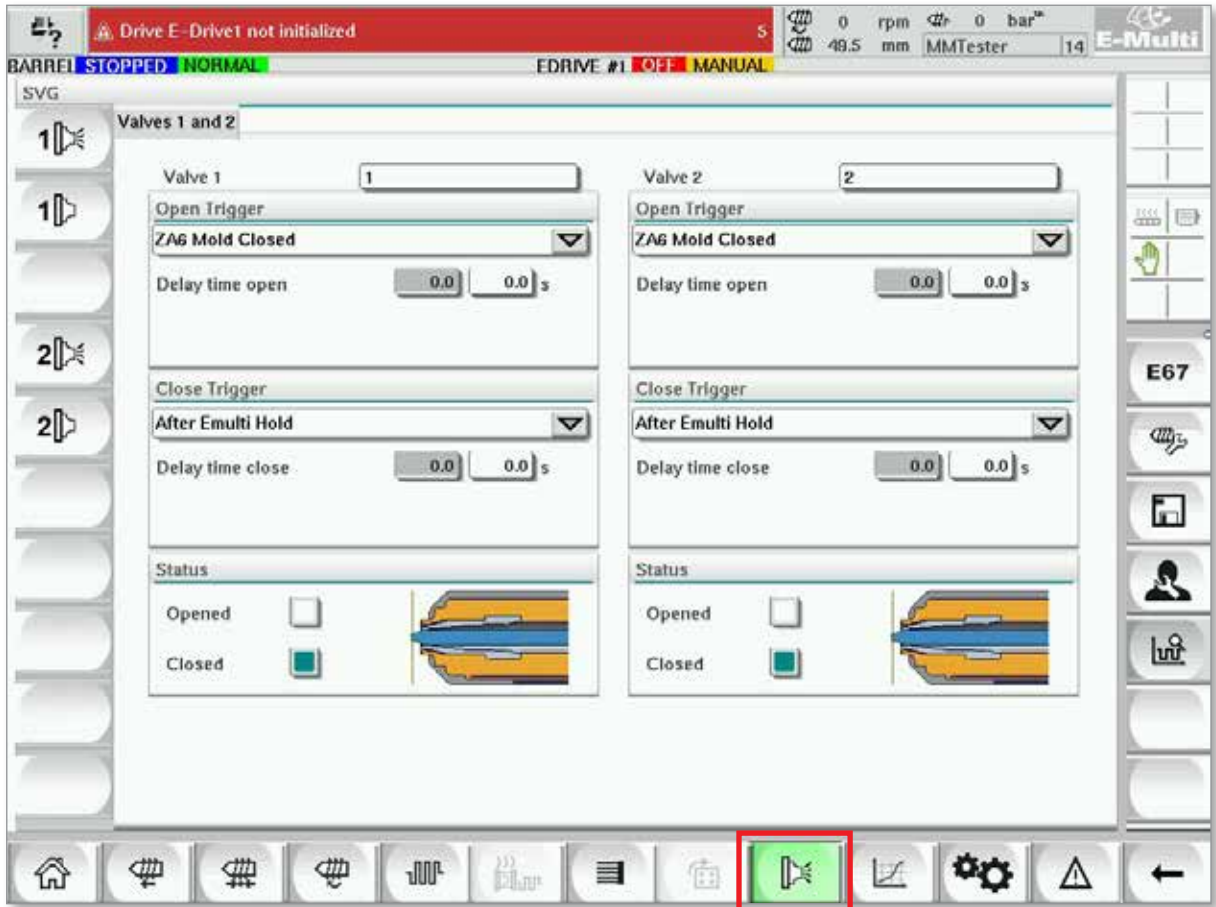 Drive E-Drive1 not initialized
S
0 rpm 0 bar
49.5 mm MMTester 14
E-Multi
BARREL STOPPED NORMAL EDRIVE #1 OFF MANUAL
SVG
Valves 1 and 2
1
1
2
2
Valve 1 1
Open Trigger
ZA6 Mold Closed
Delay time open 0.0 0.0 s
Close Trigger
After Emulti Hold
Delay time close 0.0 0.0 s
Status
Opened
Closed
Valve 2 2
Open Trigger
ZA6 Mold Closed
Delay time open 0.0 0.0 s
Close Trigger
After Emulti Hold
Delay time close 0.0 0.0 s
Status
Opened
Closed
E67